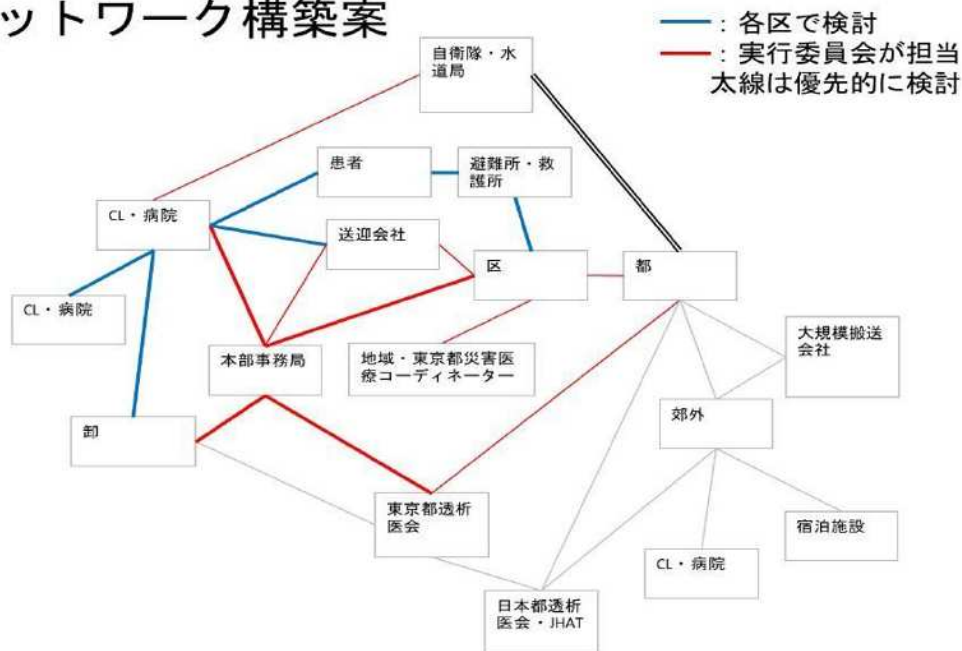 ットワーク構築案
：各区で検討
：実行委員会が担当
太線は優先的に検討
自衛隊・水
道局
患者
避難所・救
護所
CL・病院
送迎会社
区
都
CL・病院
大規模搬送
会社
本部事務局
地域・東京都災害医
療コーディネーター
郊外
卸
東京都透析
医会
宿泊施設
CL・病院
日本都透析
医会・JHAT